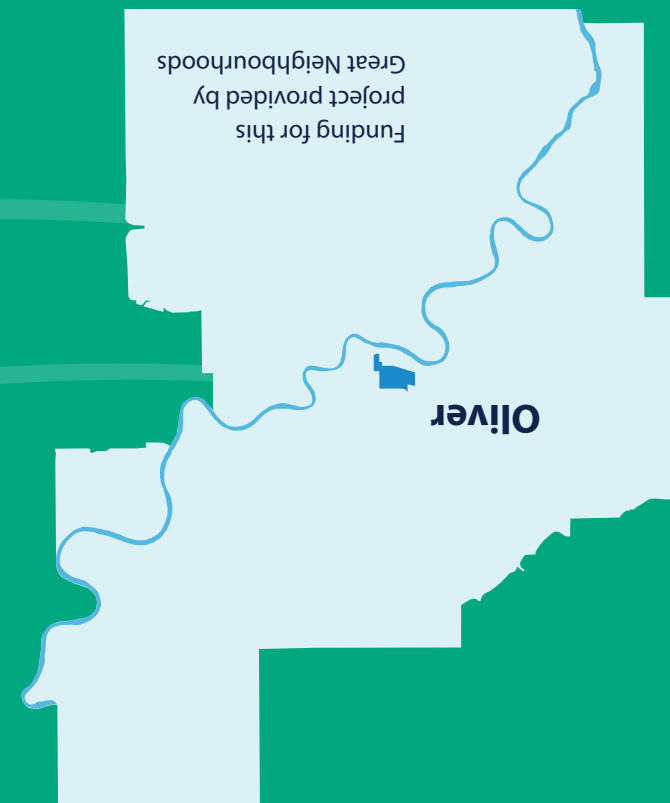 Oliver
Funding for this
project provided by
Great Neighbourhoods